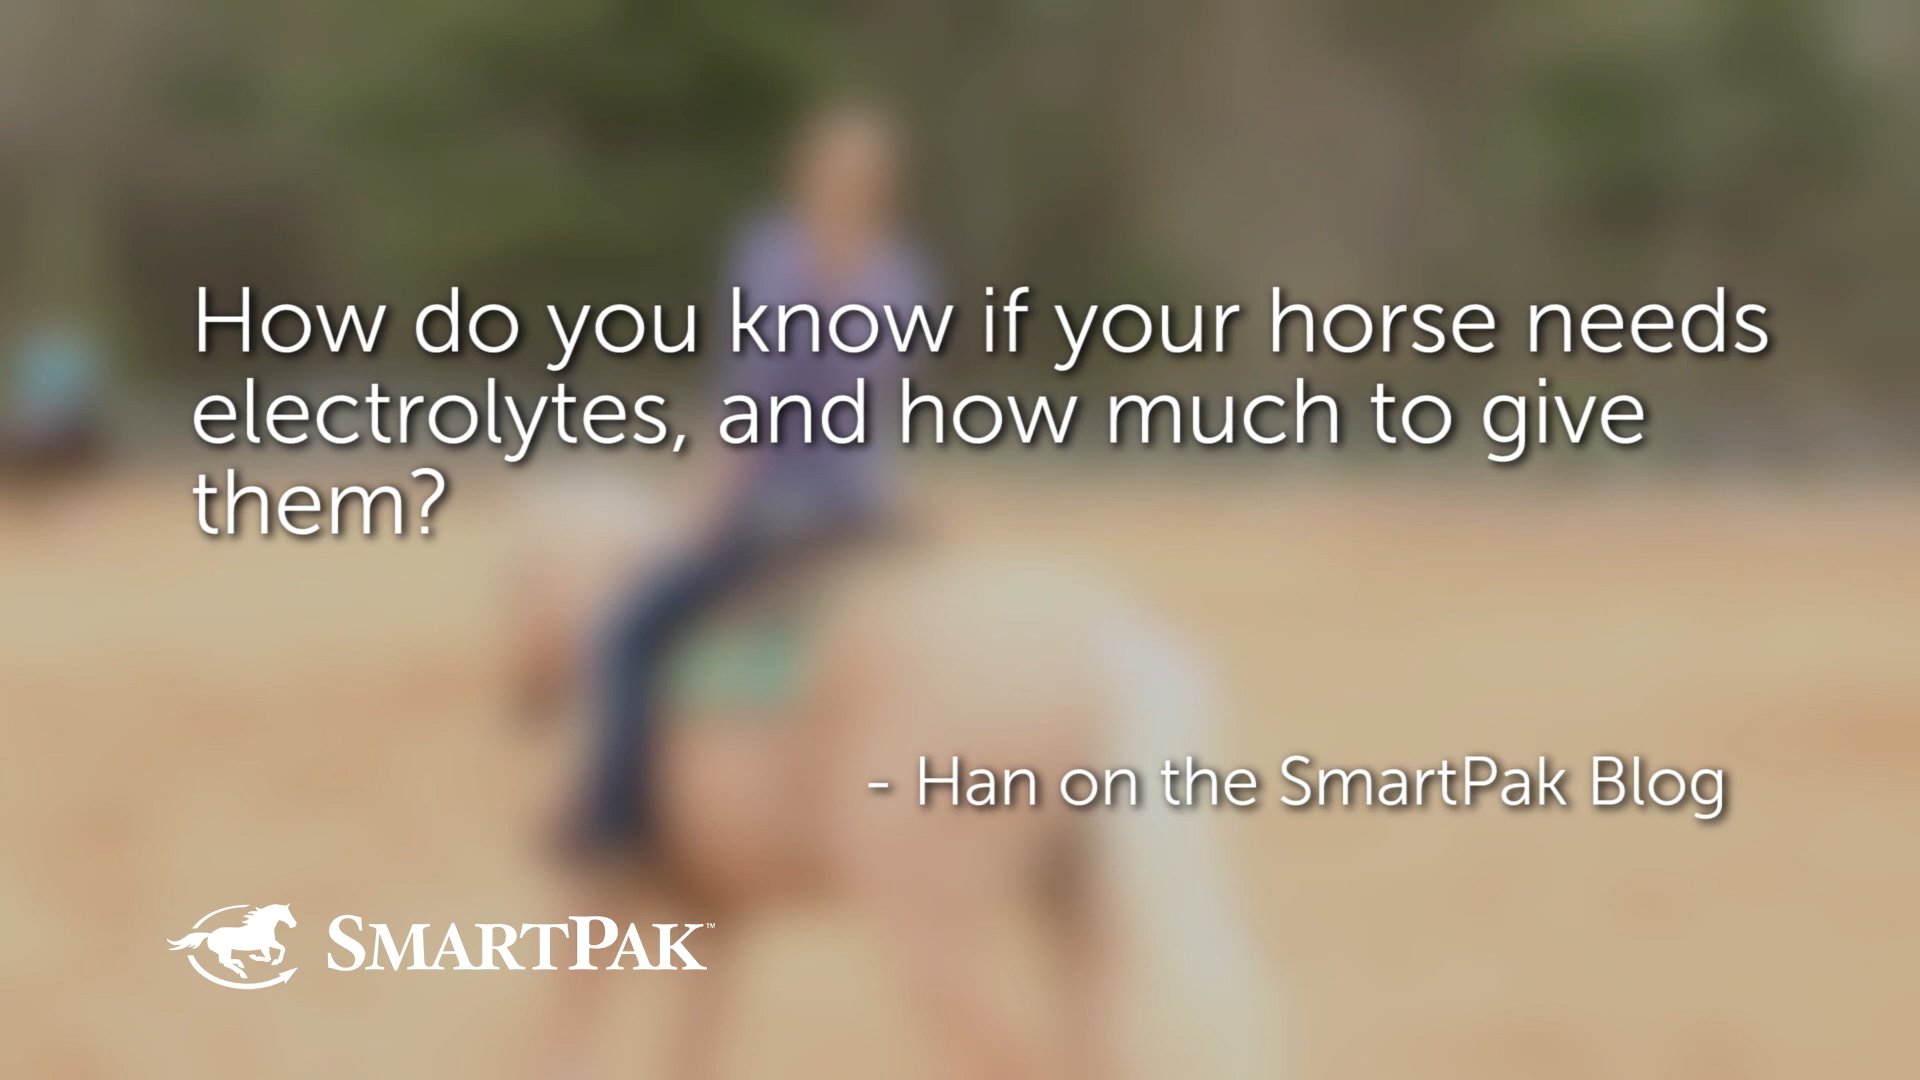 How do you know if your horse needs
electrolytes, and how much to give
them?
- Han on the SmartPak Blog
SMARTPAK™